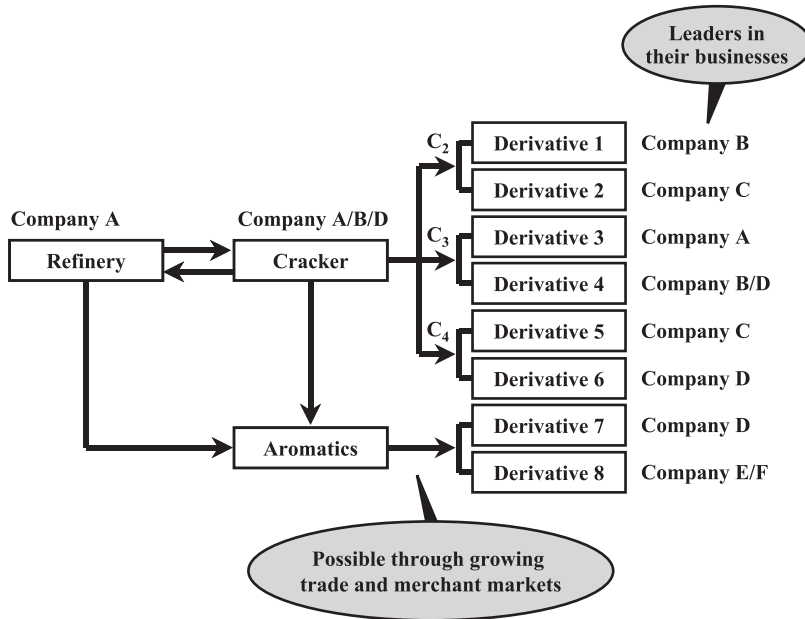 Leaders in
their businesses
C2
Derivative 1 Company B
Derivative 2 Company C
Company A Company A/B/D
C3
Derivative 3 Company A
Refinery Cracker
Derivative 4 Company B/D
C4
Derivative 5 Company C
Derivative 6 Company D
Derivative 7 Company D
Aromatics
Derivative 8 Company E/F
Possible through growing
trade and merchant markets